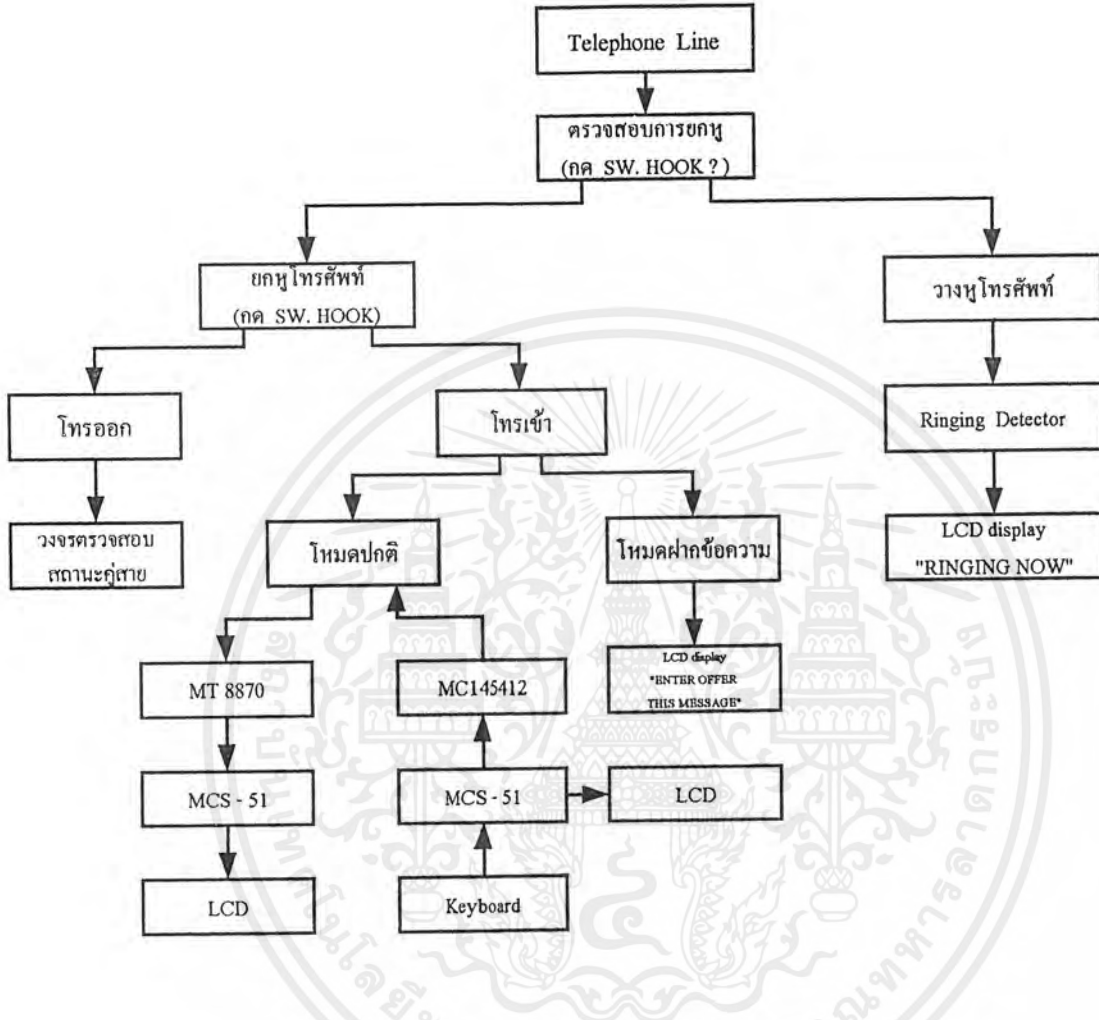 Telephone Line
ตรวจสอบการยกหู
(กด SW. HOOK ?)
ยกหูโทรศัพท์
(กด SW. HOOK)
วางหูโทรศัพท์
โทรออก
โทรเข้า
Ringing Detector
วงจรตรวจสอบ
สถานะคู่สาย
โหมดปกติ
โหมดฝากข้อความ
LCD display
"RINGING NOW"
MT 8870
MC145412
LCD display
"ENTER OFFER
THIS MESSAGE"
MCS - 51
MCS - 51
LCD
LCD
Keyboard